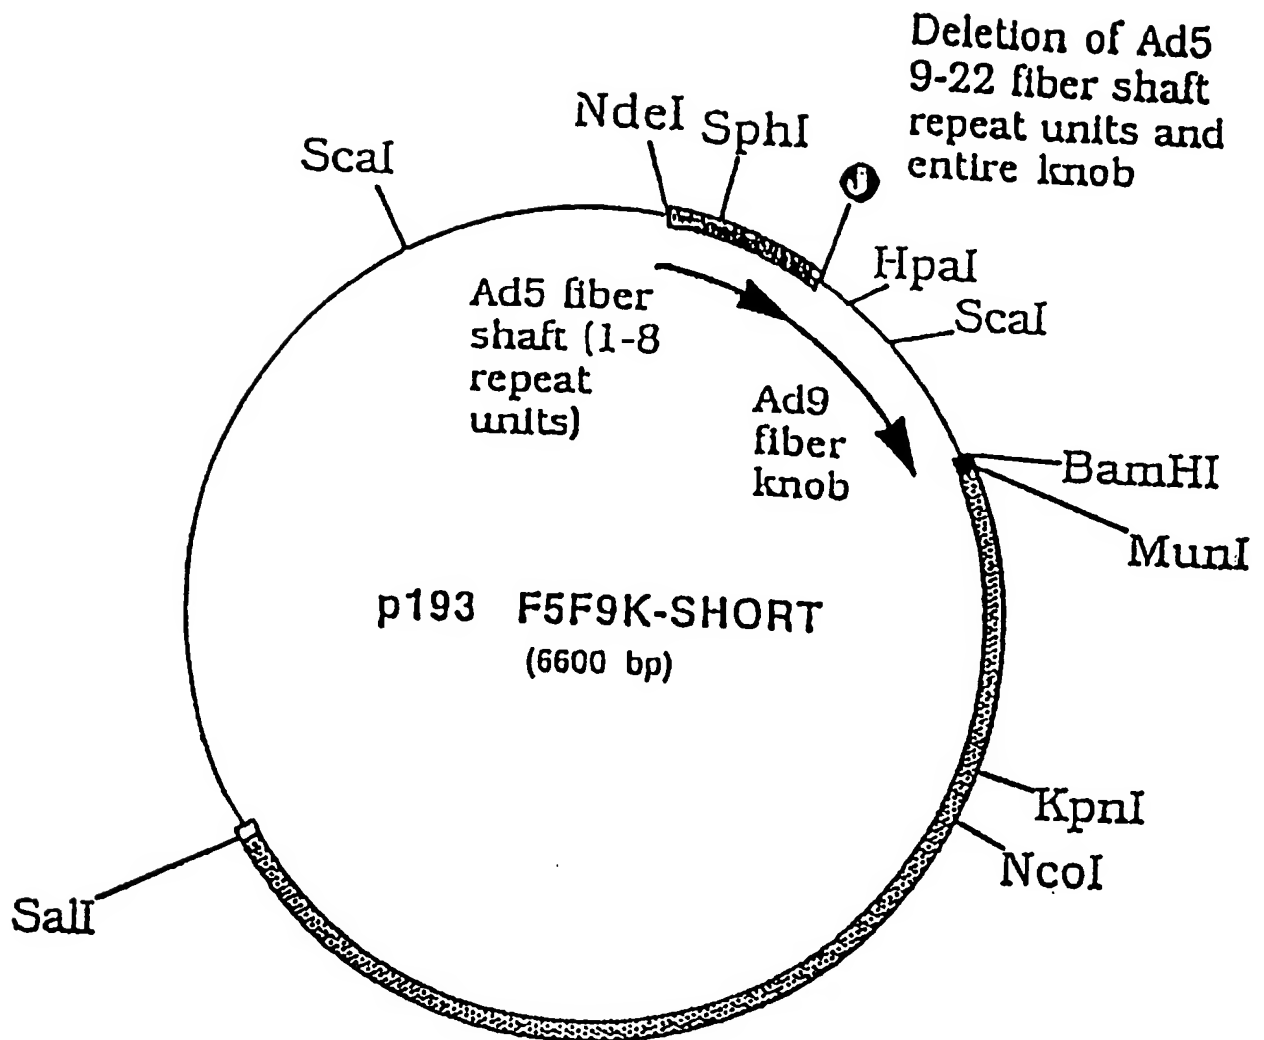 Deletion of Ad5
9-22 fiber shaft
repeat units and
entire knob
NdeI
SphI
ScaI
HpaI
ScaI
Ad5 fiber
shaft (1-8
repeat
units)
Ad9
fiber
knob
BamHI
MunI
p193 F5F9K-SHORT
(6600 bp)
KpnI
NcoI
SalI